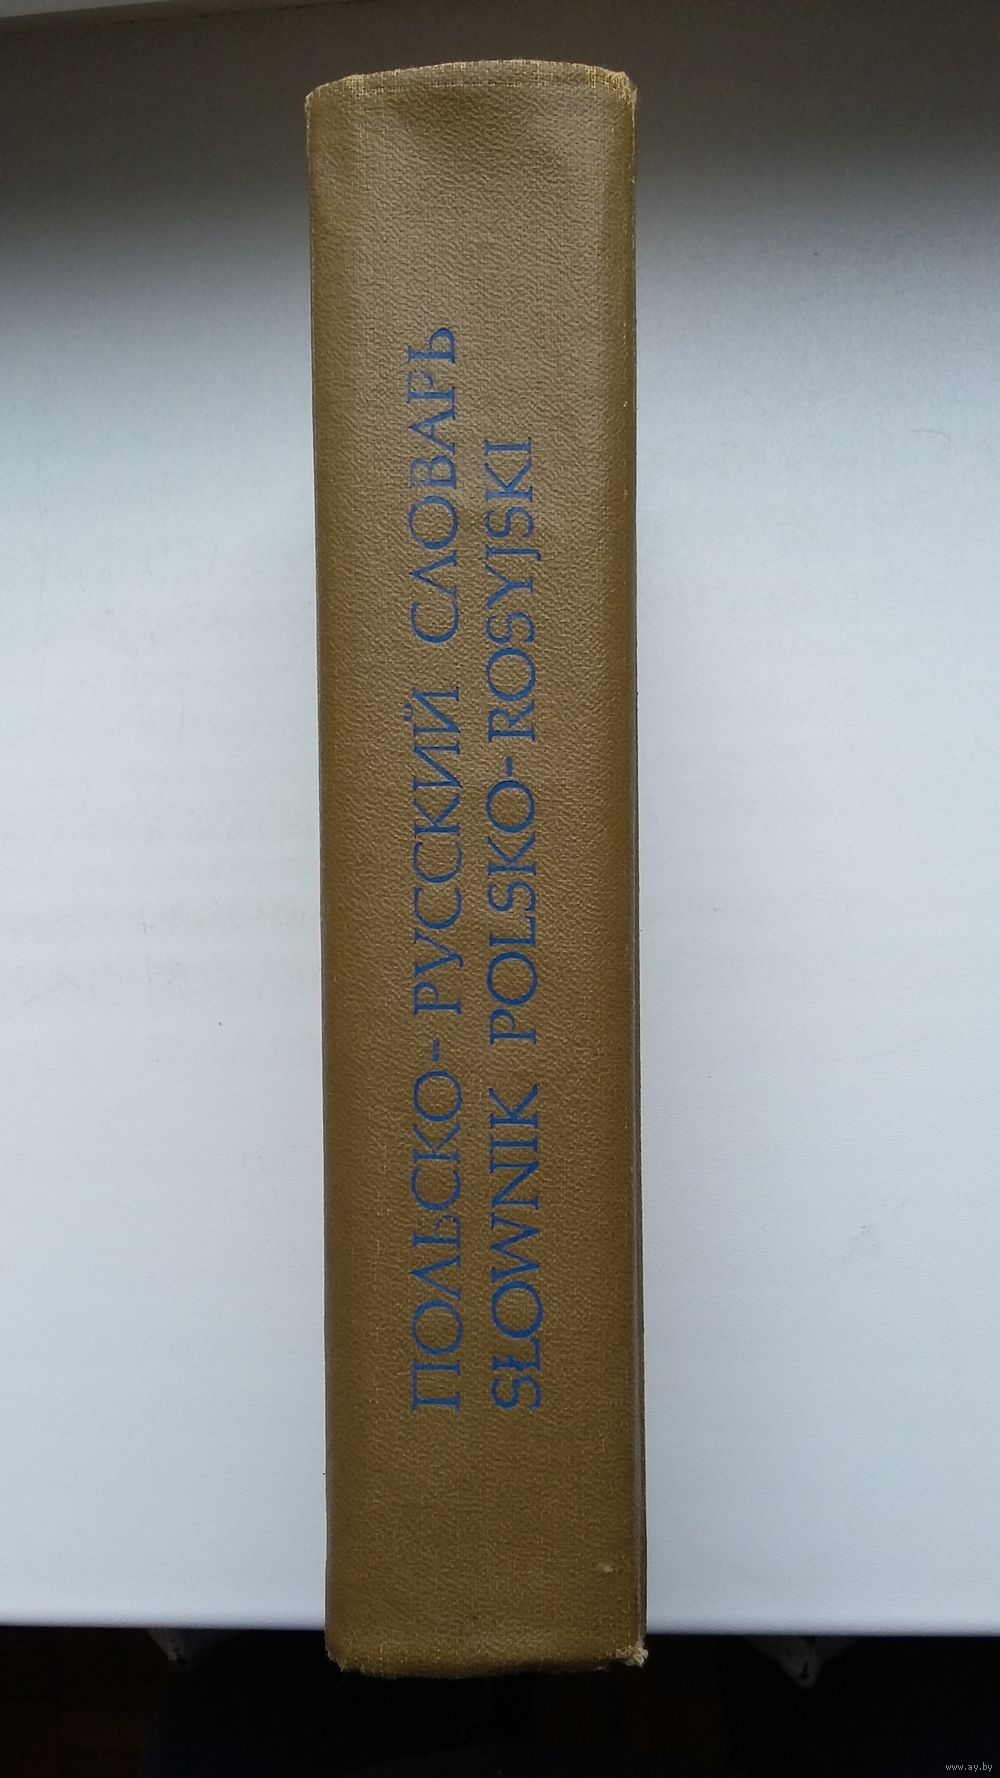 ПОЛЬСКО-РУССКИЙ СЛОВАРЬ
SŁOWNIK POLSKO-ROSYJSKI
www.ay.by